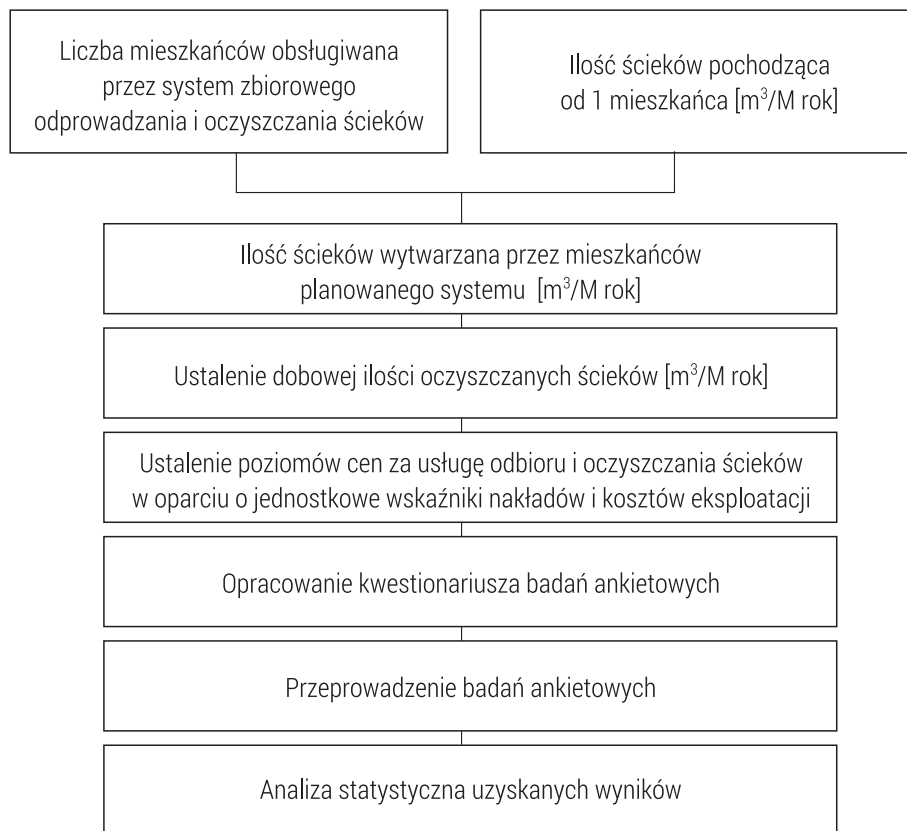 Liczba mieszkańców obsługiwana
przez system zbiorowego
odprowadzania i oczyszczania ścieków
Ilość ścieków pochodząca
od 1 mieszkańca [m³/M rok]
Ilość ścieków wytwarzana przez mieszkańców
planowanego systemu [m³/M rok]
Ustalenie dobowej ilości oczyszczanych ścieków [m³/M rok]
Ustalenie poziomów cen za usługę odbioru i oczyszczania ścieków
w oparciu o jednostkowe wskaźniki nakładów i kosztów eksploatacji
Opracowanie kwestionariusza badań ankietowych
Przeprowadzenie badań ankietowych
Analiza statystyczna uzyskanych wyników